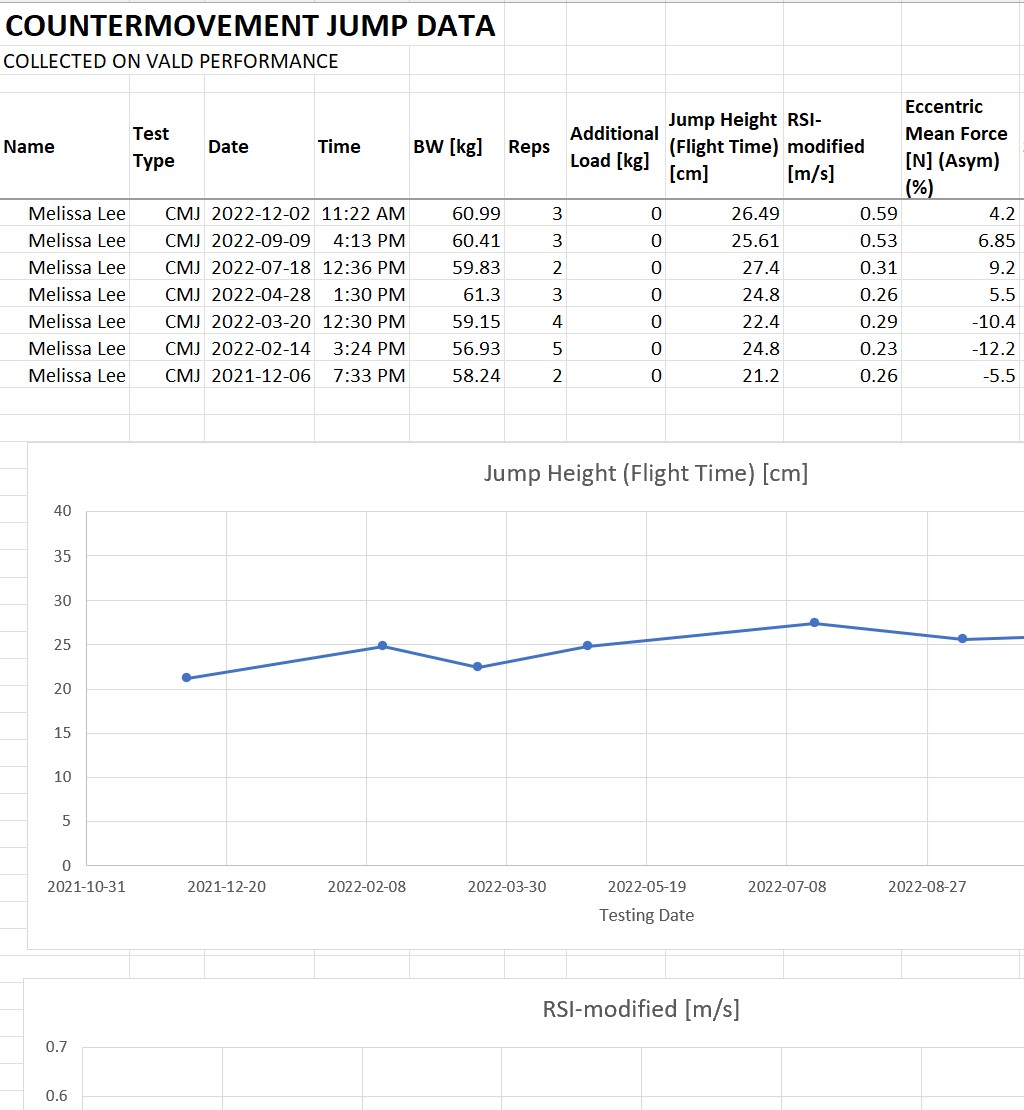 COUNTERMOVEMENT JUMP DATA
COLLECTED ON VALD PERFORMANCE
Name Test Type Date Time BW [kg] Reps Additional Load [kg] Jump Height (Flight Time) [cm] RSI-modified [m/s] Eccentric Mean Force [N] (Asym) (%)
Melissa Lee CMJ 2022-12-02 11:22 AM 60.99 3 0 26.49 0.59 4.2
Melissa Lee CMJ 2022-09-09 4:13 PM 60.41 3 0 25.61 0.53 6.85
Melissa Lee CMJ 2022-07-18 12:36 PM 59.83 2 0 27.4 0.31 9.2
Melissa Lee CMJ 2022-04-28 1:30 PM 61.3 3 0 24.8 0.26 5.5
Melissa Lee CMJ 2022-03-20 12:30 PM 59.15 4 0 22.4 0.29 -10.4
Melissa Lee CMJ 2022-02-14 3:24 PM 56.93 5 0 24.8 0.23 -12.2
Melissa Lee CMJ 2021-12-06 7:33 PM 58.24 2 0 21.2 0.26 -5.5
Jump Height (Flight Time) [cm]
40
35
30
25
20
15
10
5
0
2021-10-31 2021-12-20 2022-02-08 2022-03-30 2022-05-19 2022-07-08 2022-08-27
Testing Date
RSI-modified [m/s]
0.7
0.6